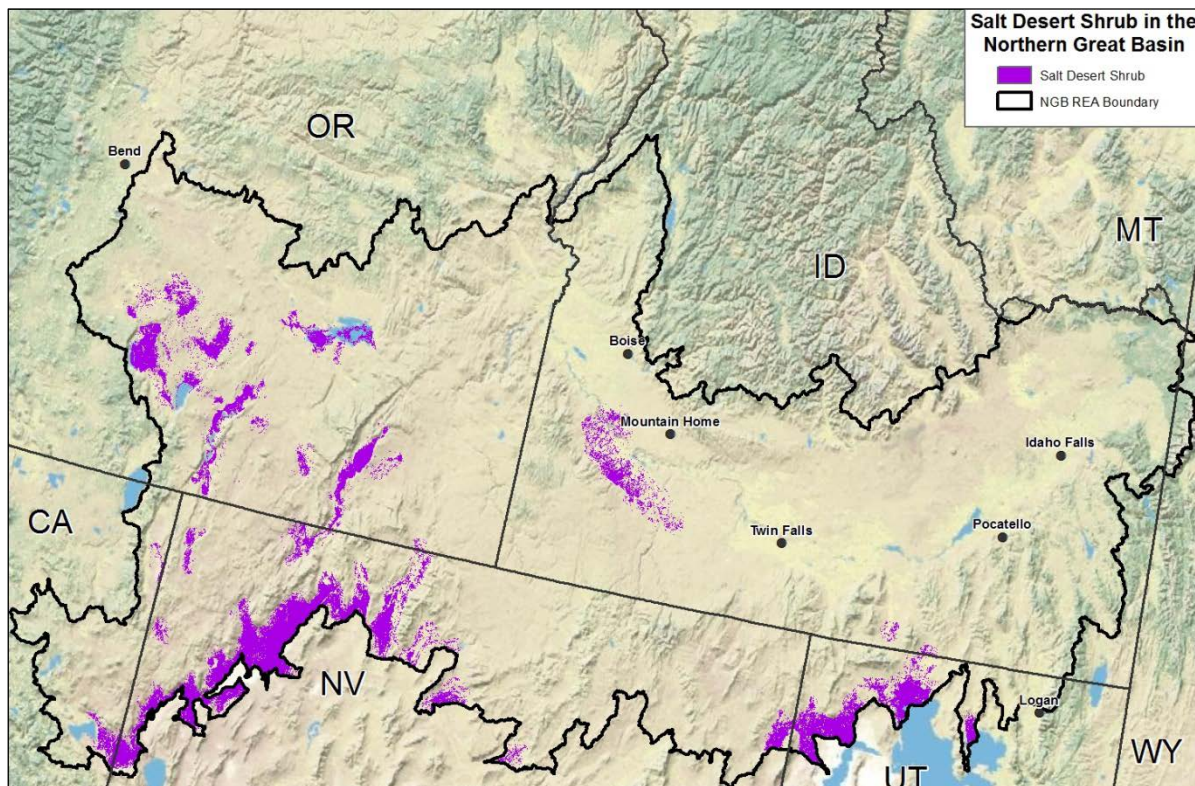 Salt Desert Shrub in the
Northern Great Basin
Salt Desert Shrub
NGB REA Boundary
OR
Bend
MT
ID
Boise
Mountain Home
Idaho Falls
CA
Twin Falls
Pocatello
NV
Logan
WY
UT